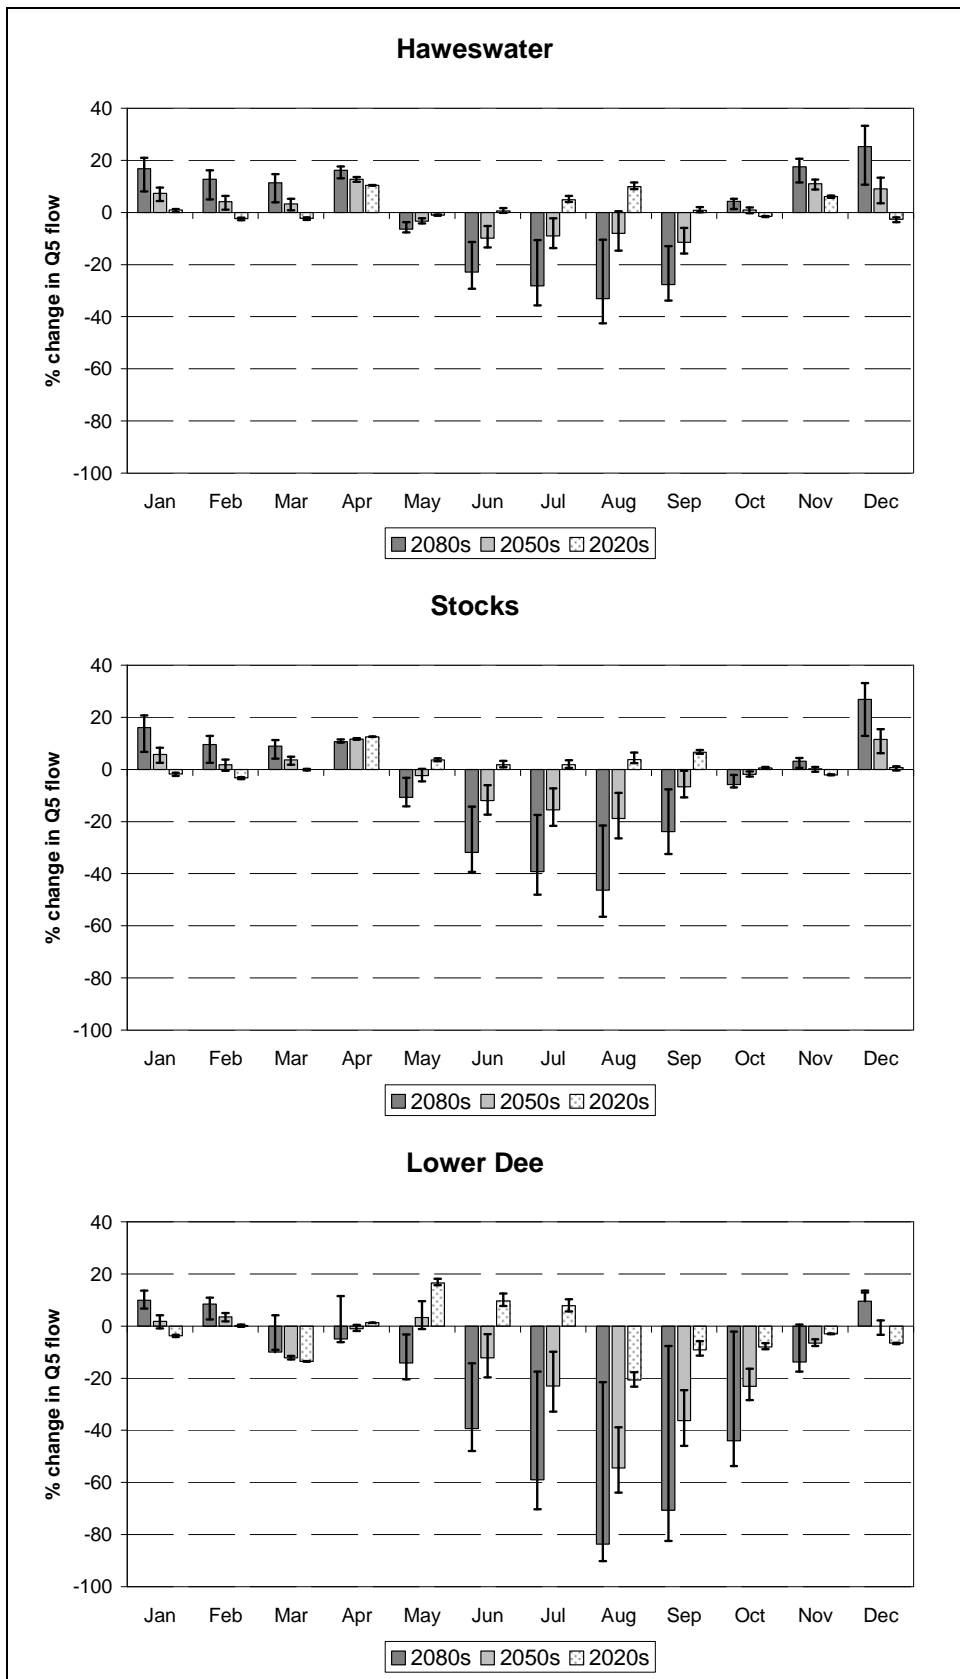 Haweswater
% change in Q5 flow
40
20
0
-20
-40
-60
-80
-100
Jan Feb Mar Apr May Jun Jul Aug Sep Oct Nov Dec
2080s 2050s 2020s
Stocks
% change in Q5 flow
40
20
0
-20
-40
-60
-80
-100
Jan Feb Mar Apr May Jun Jul Aug Sep Oct Nov Dec
2080s 2050s 2020s
Lower Dee
% change in Q5 flow
40
20
0
-20
-40
-60
-80
-100
Jan Feb Mar Apr May Jun Jul Aug Sep Oct Nov Dec
2080s 2050s 2020s